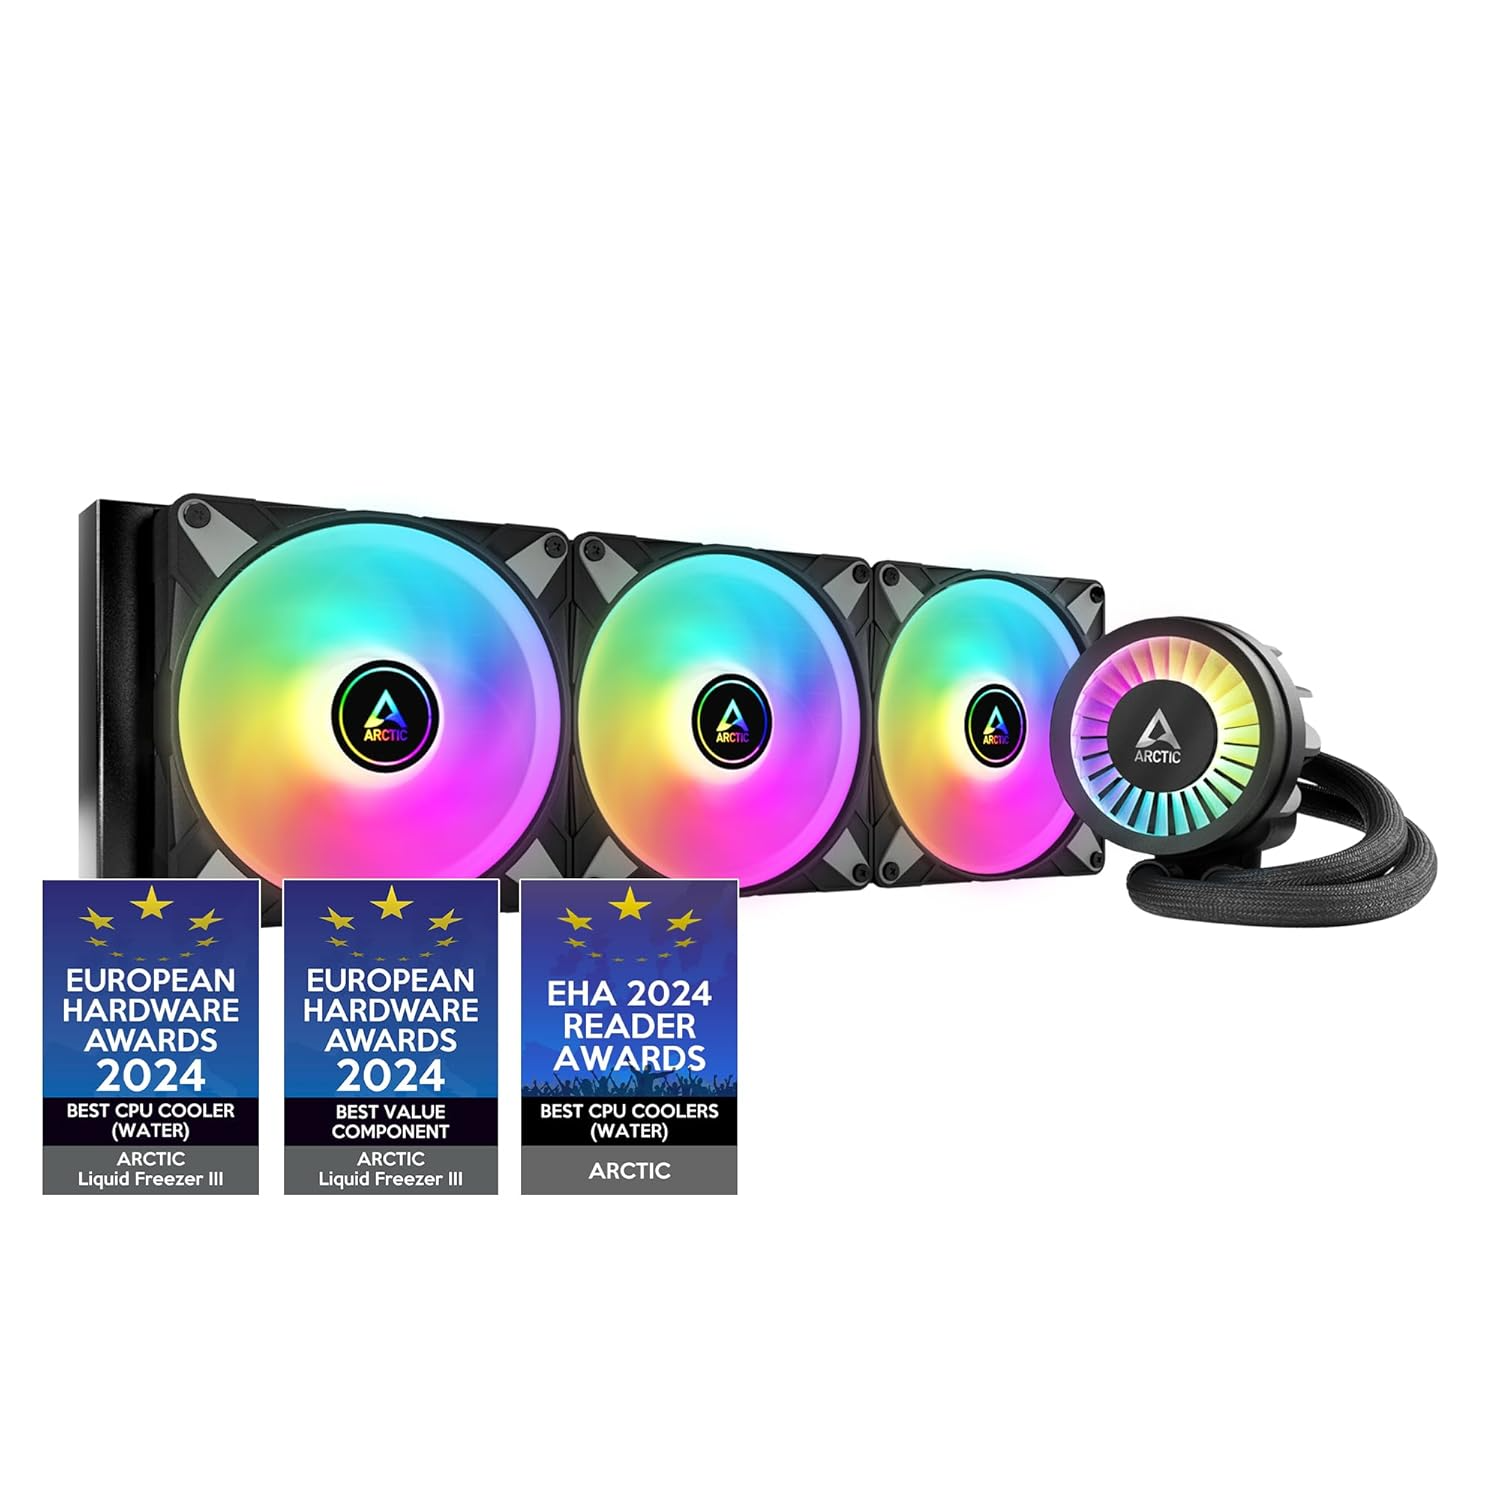 ARCTIC
ARCTIC
ARCTIC
ARCTIC
EUROPEAN
HARDWARE
AWARDS
2024
BEST CPU COOLER
(WATER)
ARCTIC
Liquid Freezer III
EUROPEAN
HARDWARE
AWARDS
2024
BEST VALUE
COMPONENT
ARCTIC
Liquid Freezer III
EHA 2024
READER
AWARDS
BEST CPU COOLERS
(WATER)
ARCTIC